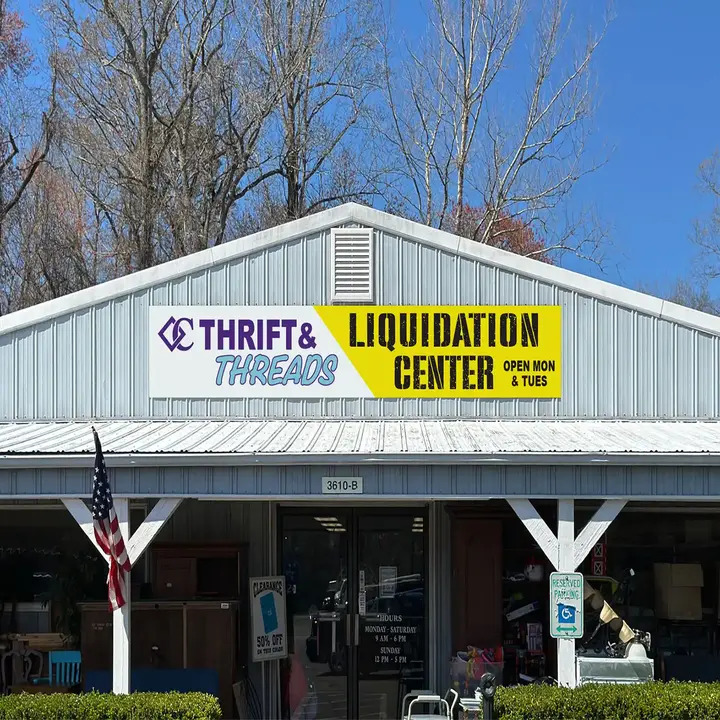 THRIFT &
THREADS
LIQUIDATION
CENTER
OPEN MON
& TUES
3610-B
CLEARANCE
50% OFF
HOURS
MONDAY - SATURDAY
9 AM - 6 PM
SUNDAY
12 PM - 5 PM
RESERVED
PARKING